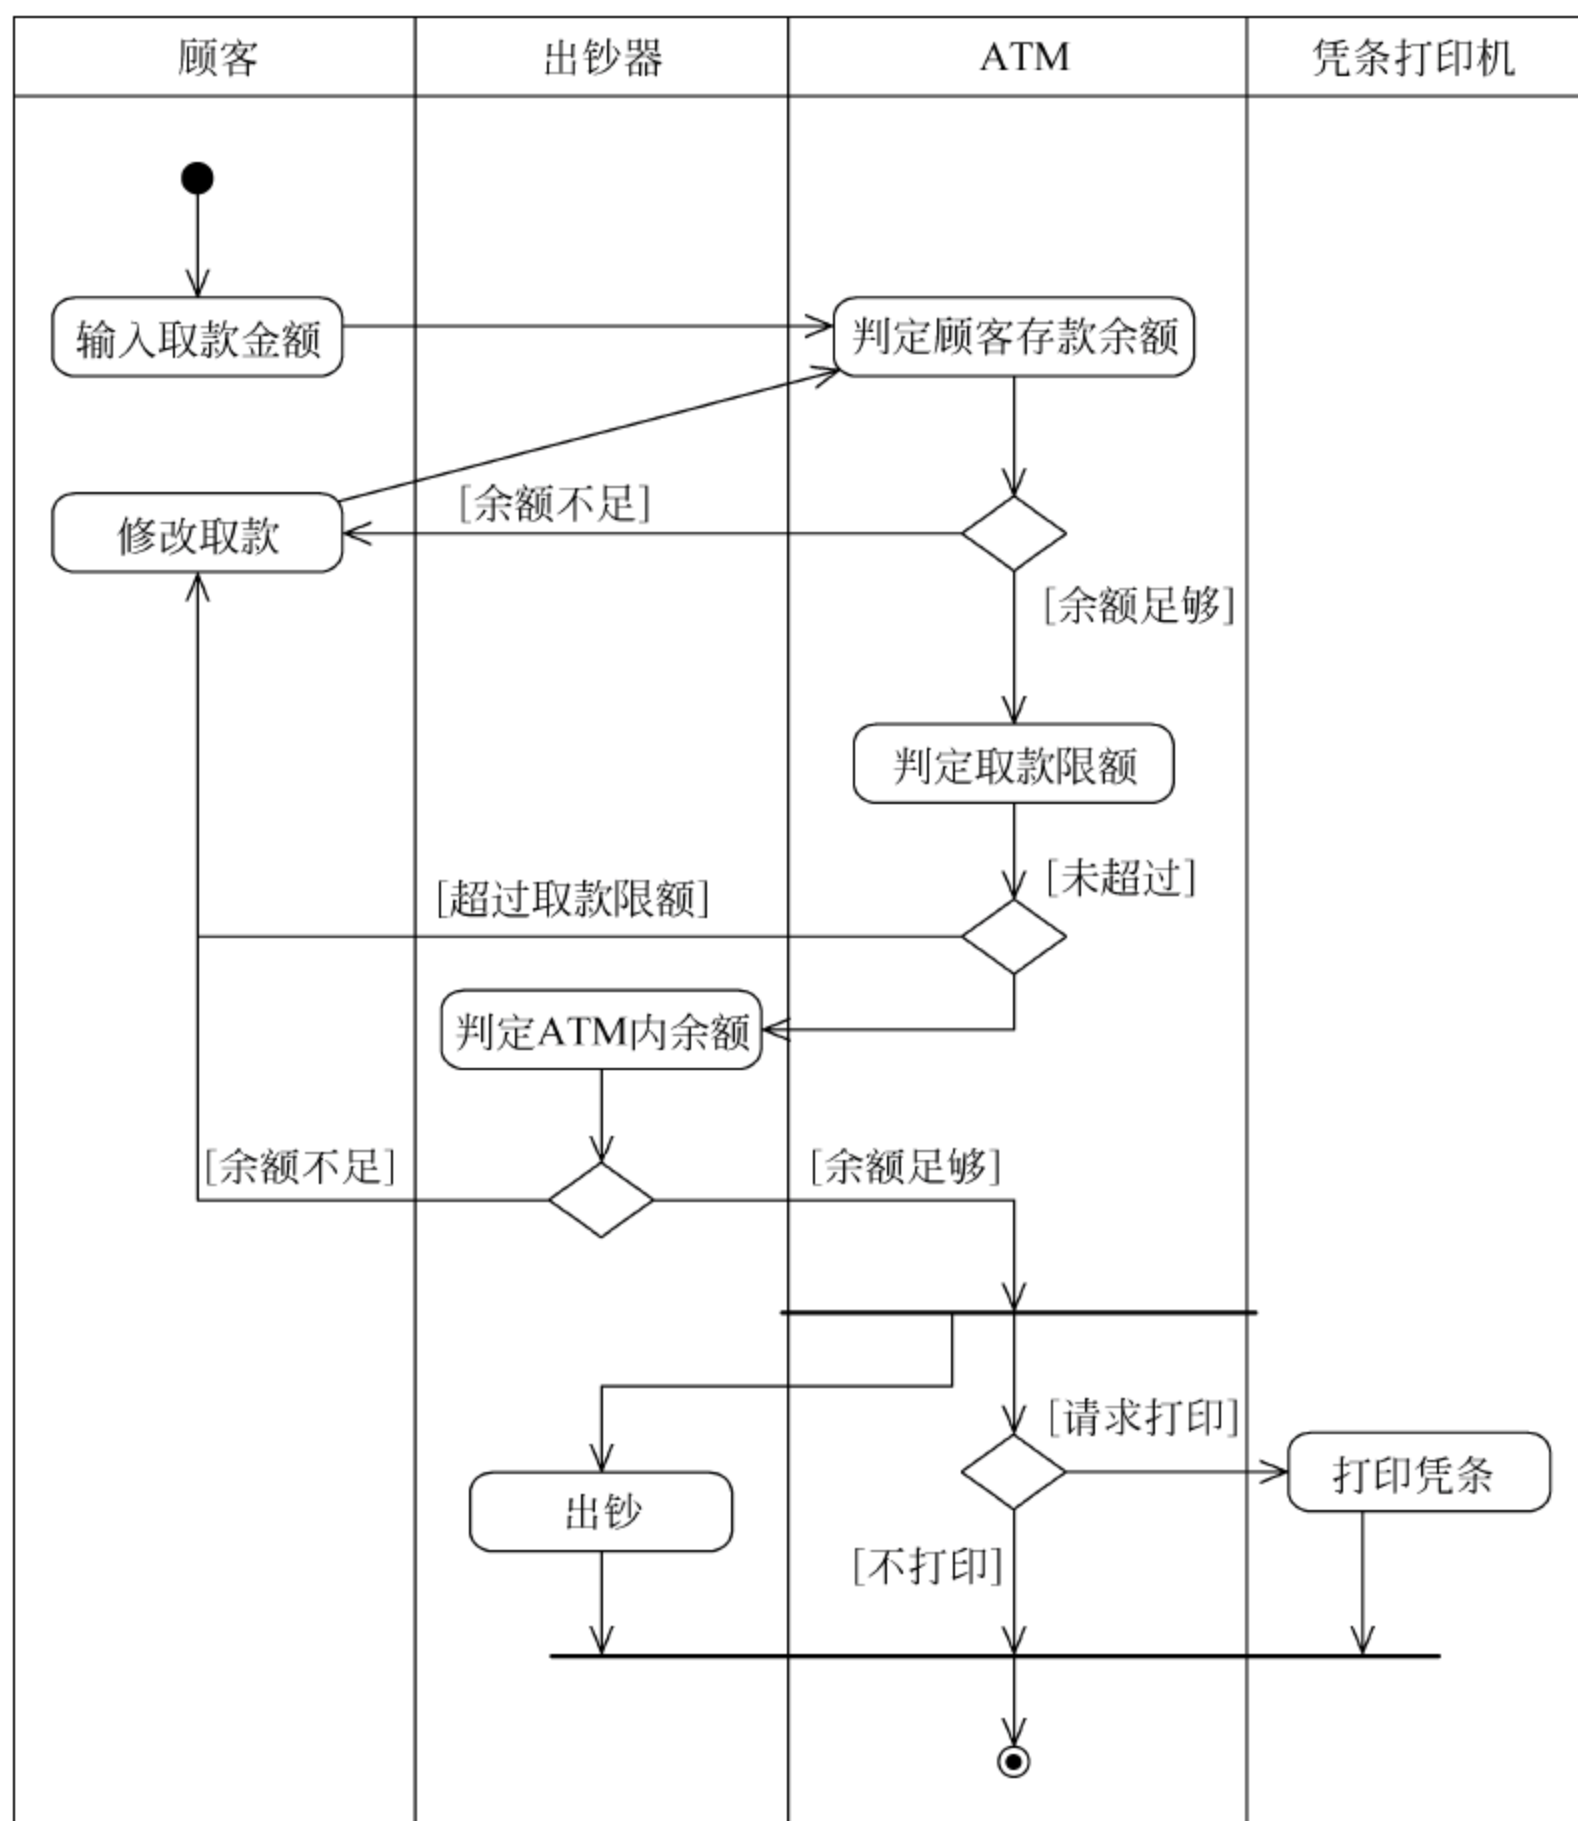 顾客
出钞器
ATM
凭条打印机
输入取款金额
判定顾客存款余额
修改取款
[余额不足]
[余额足够]
判定取款限额
[未超过]
[超过取款限额]
判定ATM内余额
[余额不足]
[余额足够]
[请求打印]
打印凭条
出钞
[不打印]